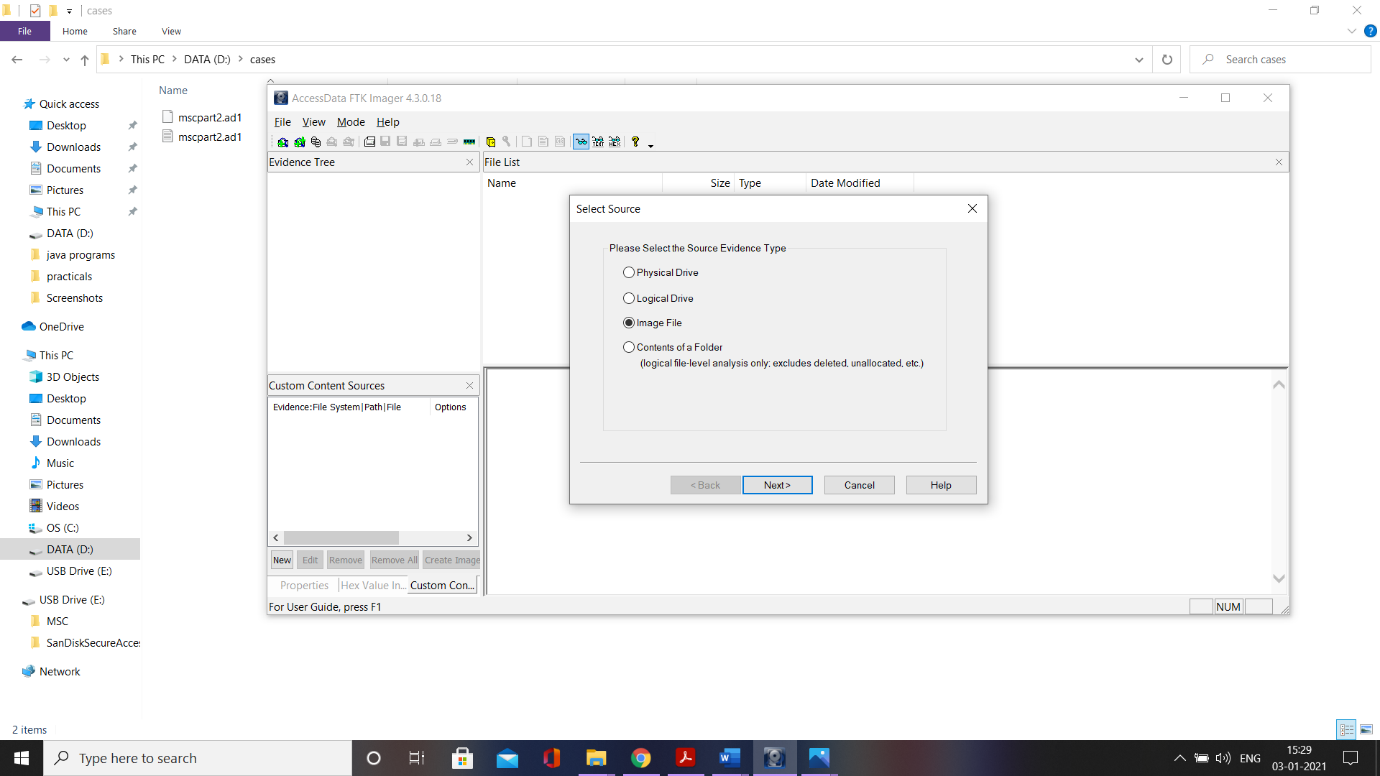 cases
File Home Share View
This PC > DATA (D:) > cases
Search cases
Quick access
Desktop
Downloads
Documents
Pictures
This PC
DATA (D:)
java programs
practicals
Screenshots
OneDrive
This PC
3D Objects
Desktop
Documents
Downloads
Music
Pictures
Videos
OS (C:)
DATA (D:)
USB Drive (E:)
USB Drive (E:)
MSC
SanDiskSecureAcces
Network
2 items
Name
mscpart2.ad1
mscpart2.ad1
AccessData FTK Imager 4.3.0.18
File View Mode Help
Evidence Tree
File List
Name Size Type Date Modified
Custom Content Sources
Evidence:File System|Path|File Options
New Edit Remove Remove All Create Image
Properties Hex Value In... Custom Con...
For User Guide, press F1
NUM
Select Source
Please Select the Source Evidence Type
Physical Drive
Logical Drive
Image File
Contents of a Folder
(logical file-level analysis only; excludes deleted, unallocated, etc.)
< Back Next > Cancel Help
Type here to search
ENG
15:29
03-01-2021